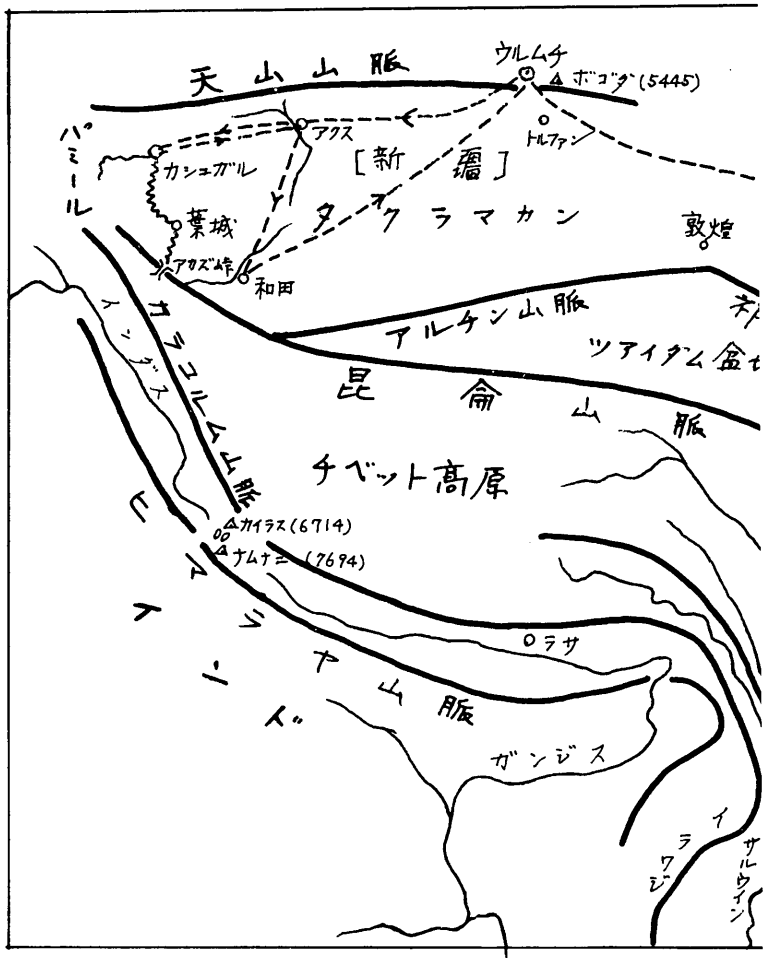 天山山脈
ウルムチ
ボゴダ(5445)
パミール
アクス
トルファン
カシュガル
[新疆]
タクラマカン
葉城
敦煌
アカズ峠
和田
カラコルム山脈
インダス
アルチン山脈
ツァイダム盆
昆侖山脈
チベット高原
カイラス(6714)
ナムナニ(7694)
ヒマラヤ山脈
インド
ラサ
ガンジス
イラワジ
サルウィン